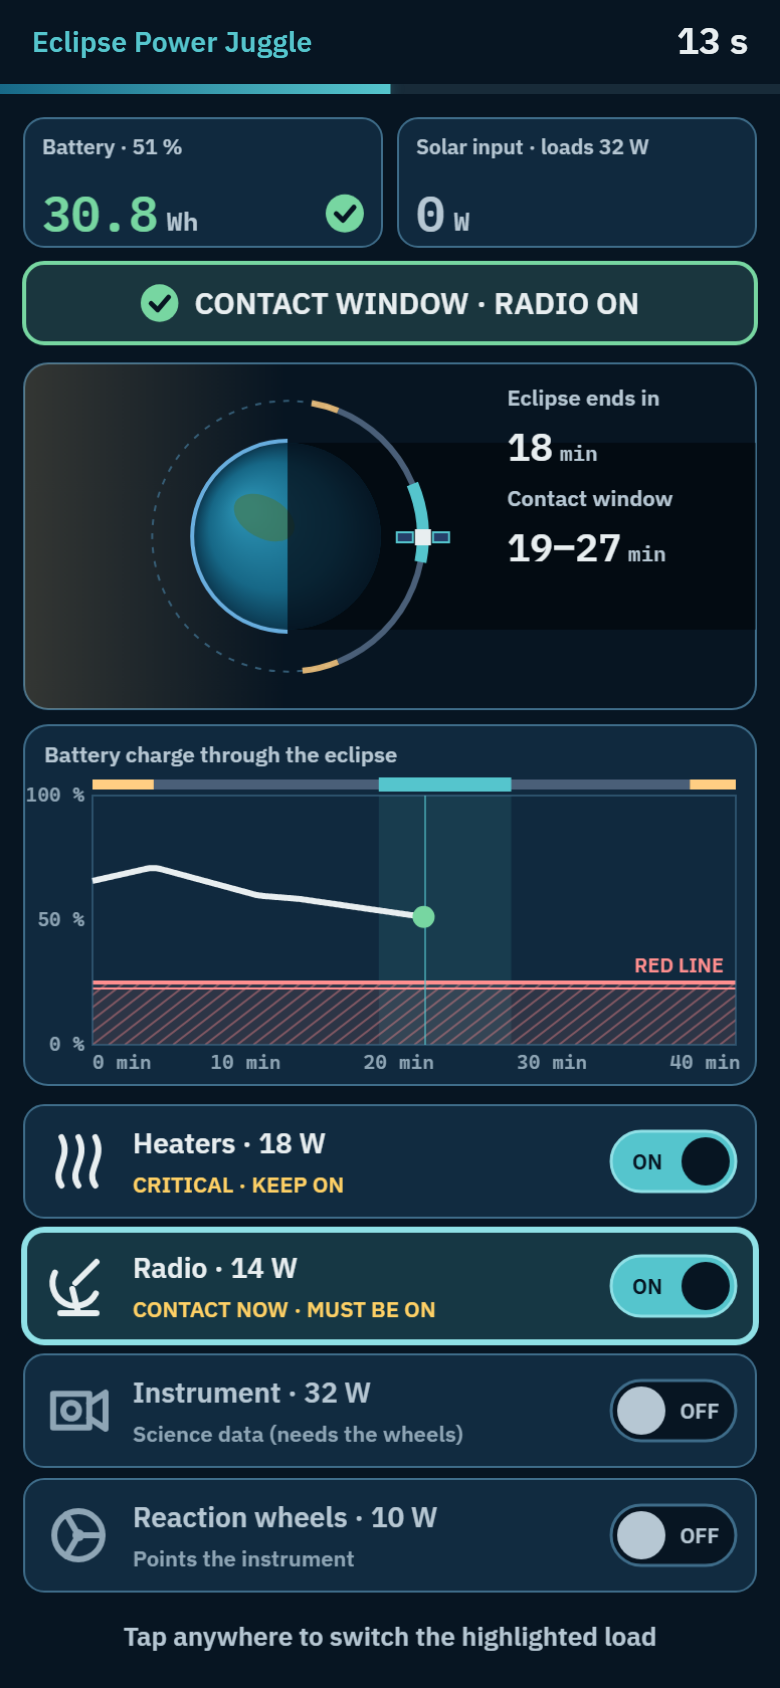 Eclipse Power Juggle
13 s
Battery · 51 %
30.8 Wh
Solar input · loads 32 W
0 W
CONTACT WINDOW · RADIO ON
Eclipse ends in
18 min
Contact window
19–27 min
Battery charge through the eclipse
100 %
50 %
RED LINE
0 %
0 min 10 min 20 min 30 min 40 min
Heaters · 18 W
CRITICAL · KEEP ON
ON
Radio · 14 W
CONTACT NOW · MUST BE ON
ON
Instrument · 32 W
Science data (needs the wheels)
OFF
Reaction wheels · 10 W
Points the instrument
OFF
Tap anywhere to switch the highlighted load